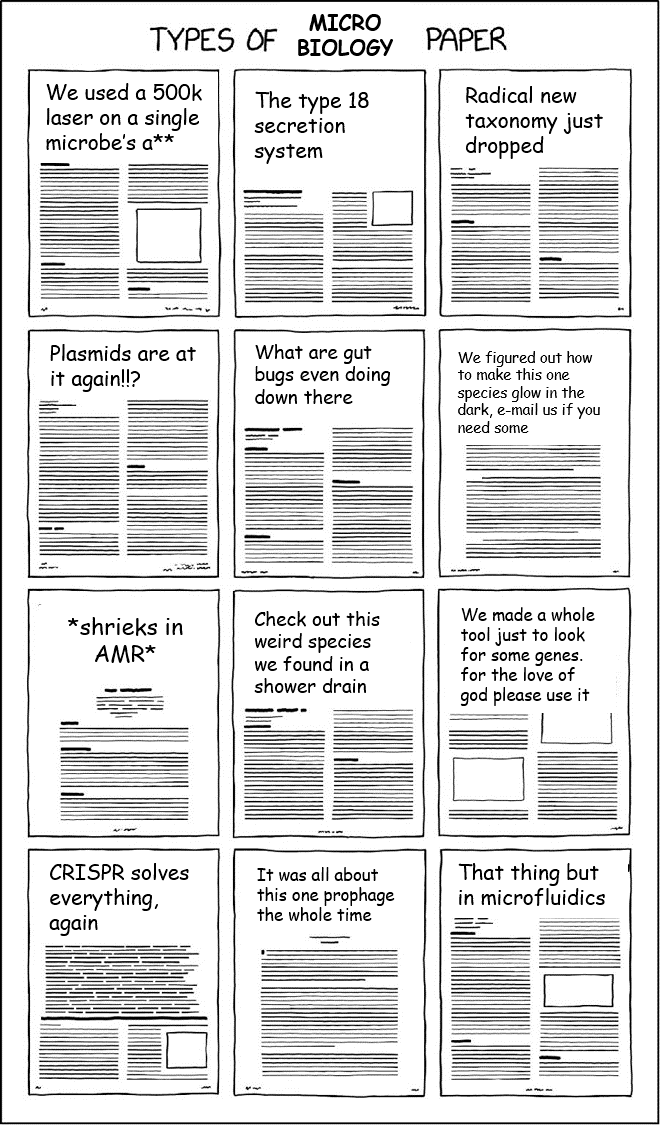 TYPES OF MICRO BIOLOGY PAPER
We used a 500k
laser on a single
microbe's a**
The type 18
secretion
system
Radical new
taxonomy just
dropped
Plasmids are at
it again!!?
What are gut
bugs even doing
down there
We figured out how
to make this one
species glow in the
dark, e-mail us if you
need some
*shrieks in
AMR*
Check out this
weird species
we found in a
shower drain
We made a whole
tool just to look
for some genes.
for the love of
god please use it
CRISPR solves
everything,
again
It was all about
this one prophage
the whole time
That thing but
in microfluidics